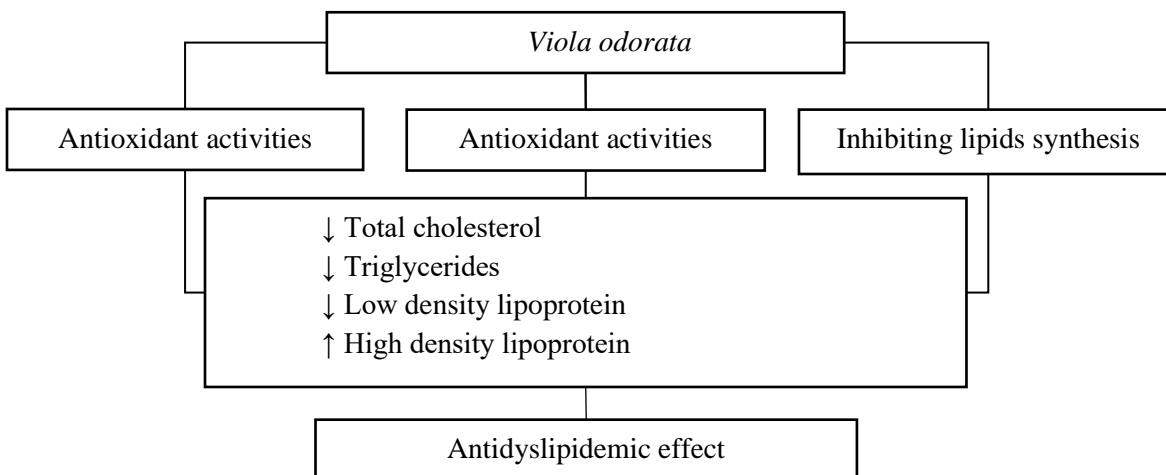 Viola odorata
Antioxidant activities
Antioxidant activities
Inhibiting lipids synthesis
↓ Total cholesterol
↓ Triglycerides
↓ Low density lipoprotein
↑ High density lipoprotein
Antidyslipidemic effect